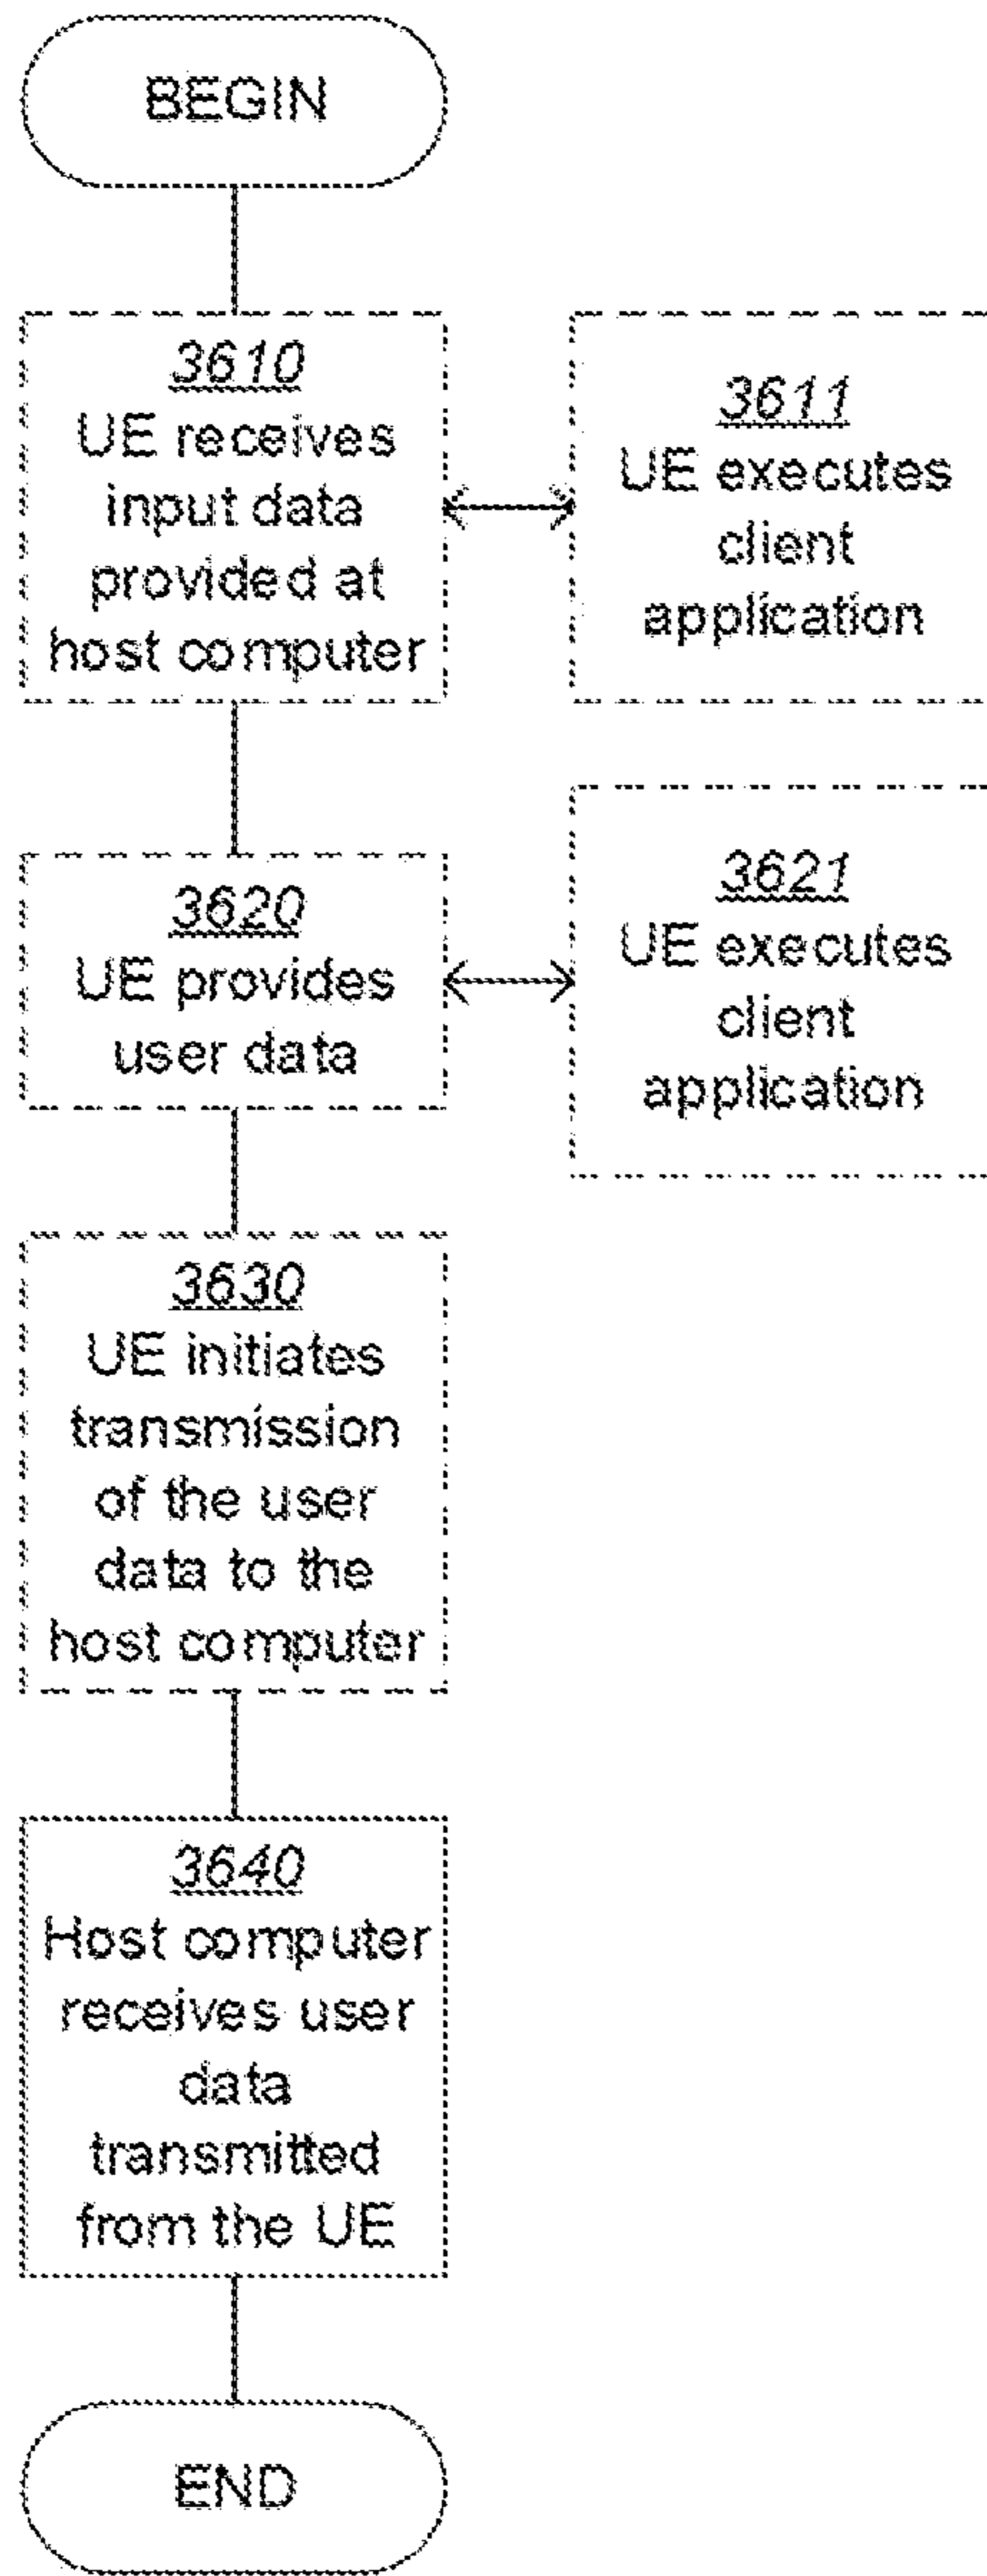 BEGIN
3610
UE receives
input data
provided at
host computer
3611
UE executes
client
application
3620
UE provides
user data
3621
UE executes
client
application
3630
UE initiates
transmission
of the user
data to the
host computer
3640
Host computer
receives user
data
transmitted
from the UE
END